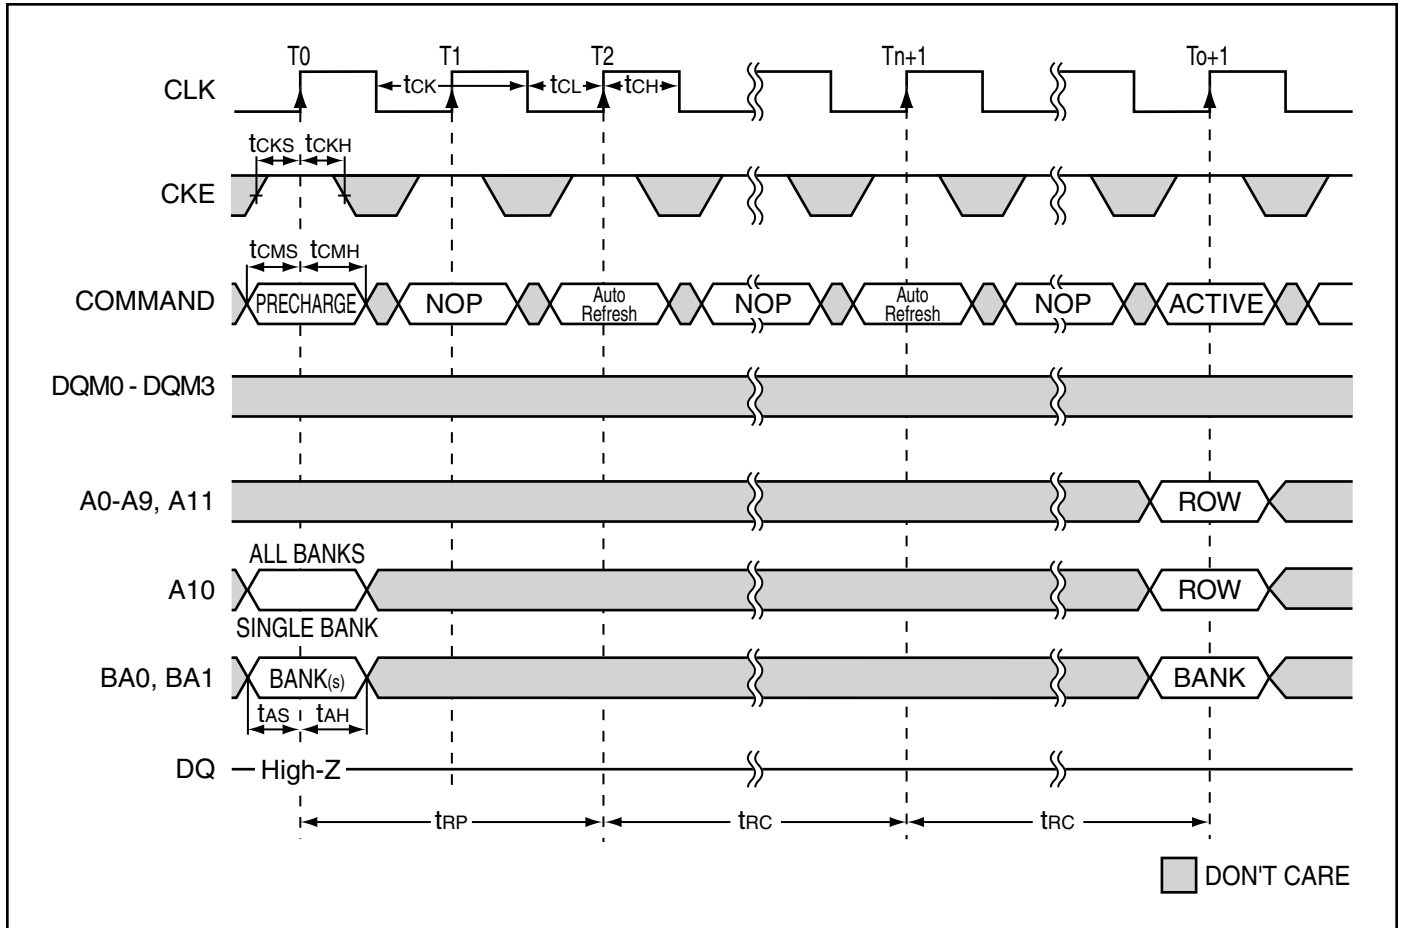 T0 T1 T2 Tn+1 To+1
CLK tCK tCL tCH
tCKS tCKH
CKE
tCMS tCMH
COMMAND PRECHARGE NOP Auto Refresh NOP Auto Refresh NOP ACTIVE
DQM0 - DQM3
A0-A9, A11 ROW
ALL BANKS
A10 ROW
SINGLE BANK
BA0, BA1 BANK(s) BANK
tAS tAH
DQ High-Z
tRP tRC tRC
DON'T CARE